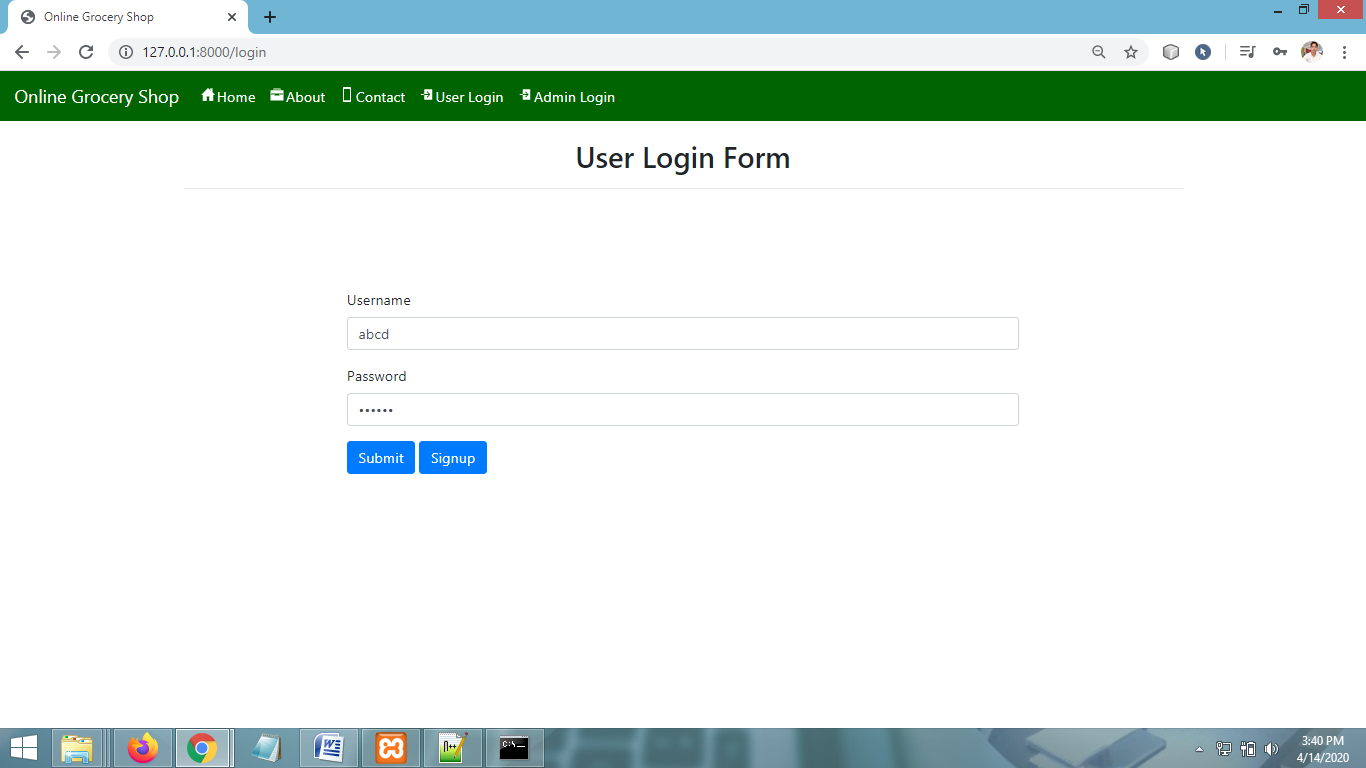 Online Grocery Shop
127.0.0.1:8000/login
Online Grocery Shop Home About Contact User Login Admin Login
User Login Form
Username
abcd
Password
••••••
Submit Signup
3:40 PM
4/14/2020